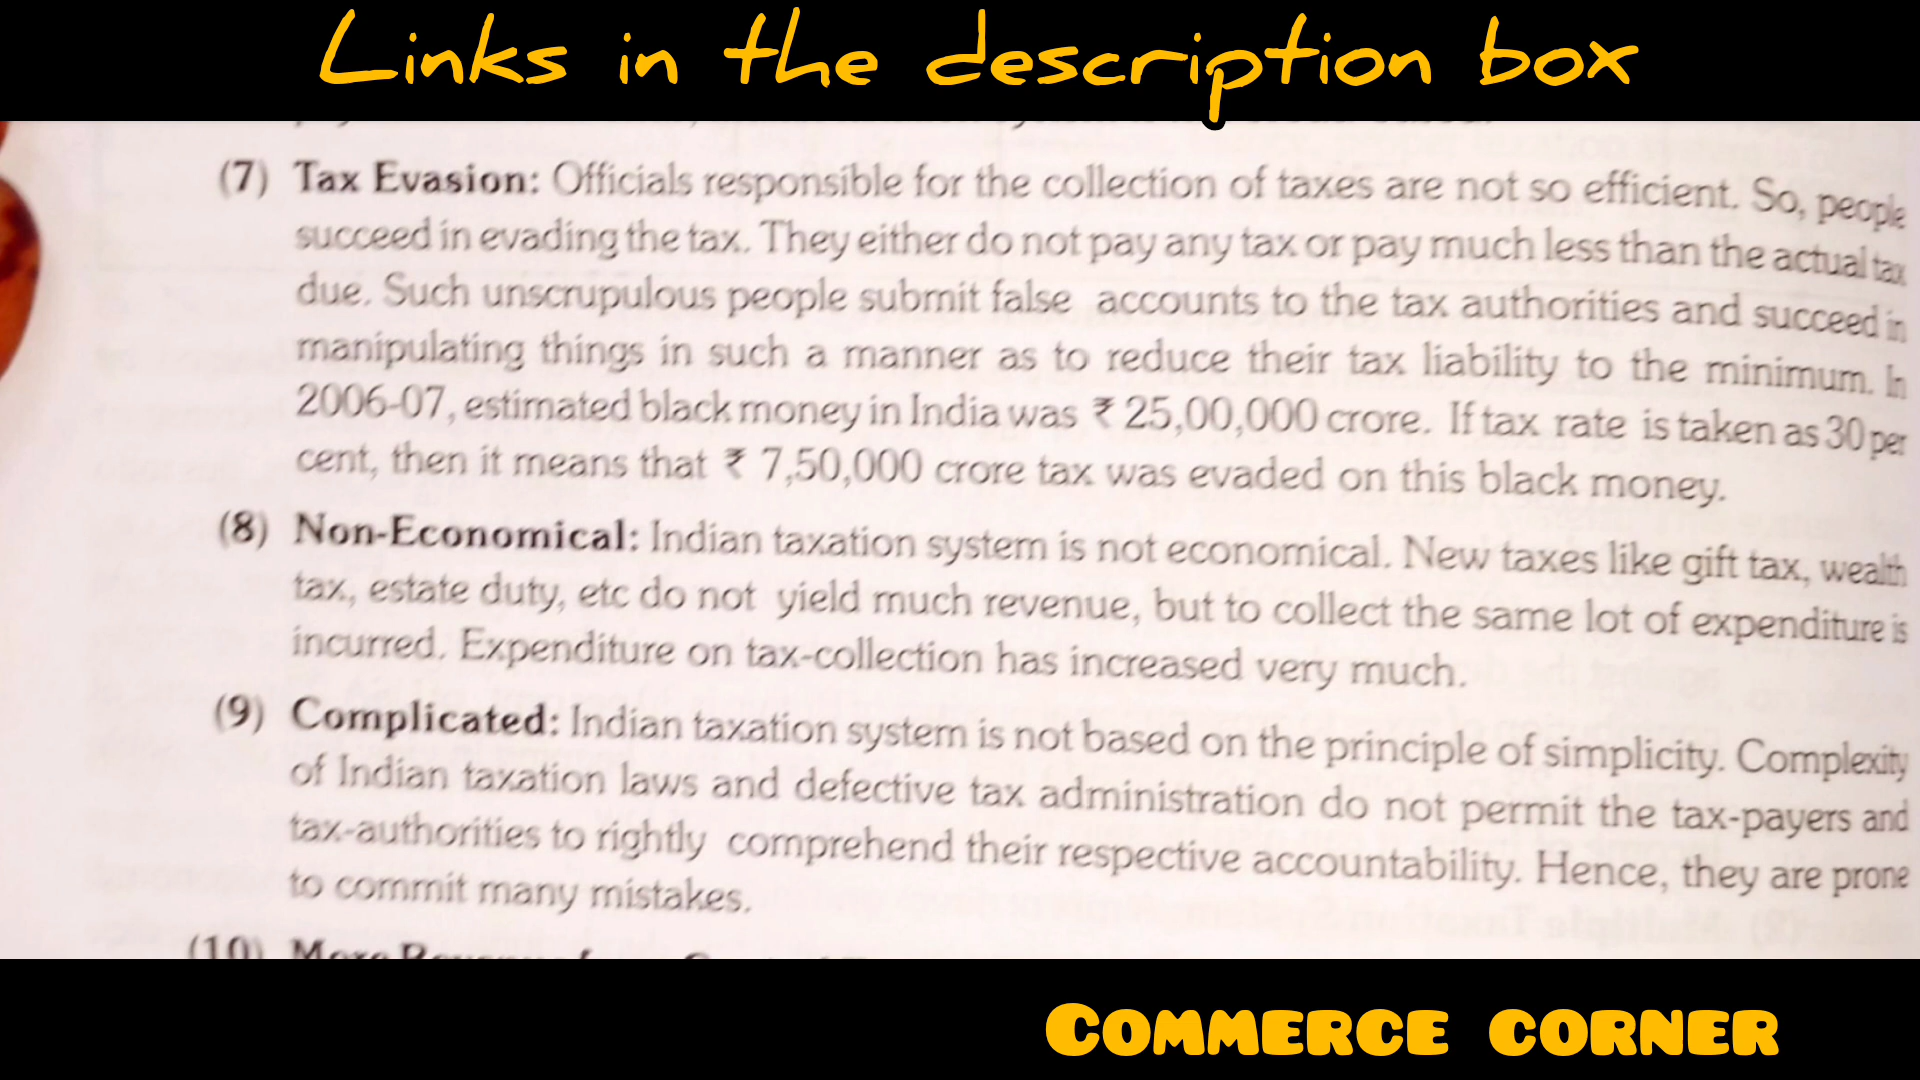 Links in the description box
(7) Tax Evasion: Officials responsible for the collection of taxes are not so efficient. So, people
succeed in evading the tax. They either do not pay any tax or pay much less than the actual tax
due. Such unscrupulous people submit false accounts to the tax authorities and succeed in
manipulating things in such a manner as to reduce their tax liability to the minimum. In
2006-07, estimated black money in India was ₹ 25,00,000 crore. If tax rate is taken as 30 per
cent, then it means that ₹ 7,50,000 crore tax was evaded on this black money.
(8) Non-Economical: Indian taxation system is not economical. New taxes like gift tax, wealth
tax, estate duty, etc do not yield much revenue, but to collect the same lot of expenditure is
incurred. Expenditure on tax-collection has increased very much.
(9) Complicated: Indian taxation system is not based on the principle of simplicity. Complexity
of Indian taxation laws and defective tax administration do not permit the tax-payers and
tax-authorities to rightly comprehend their respective accountability. Hence, they are prone
to commit many mistakes.
(10) More
COMMERCE CORNER